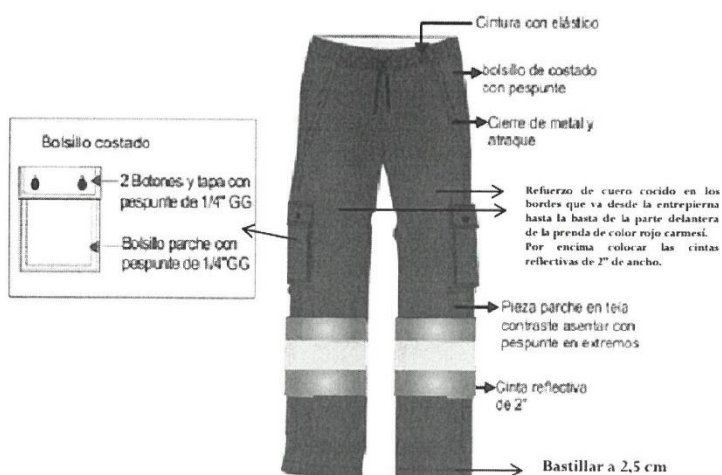 Cintura con elástico
bolsillo de costado
con pespunte
Cierre de metal y
atraque
Bolsillo costado
2 Botones y tapa con
pespunte de 1/4" GG
Bolsillo parche con
pespunte de 1/4"GG
Refuerzo de cuero cocido en los
bordes que va desde la entrepierna
hasta la basta de la parte delantera
de la prenda de color rojo carmesí.
Por encima colocar las cintas
reflectivas de 2" de ancho.
Pieza parche en tela
contraste asentar con
pespunte en extremos
Cinta reflectiva
de 2"
Bastillar a 2,5 cm